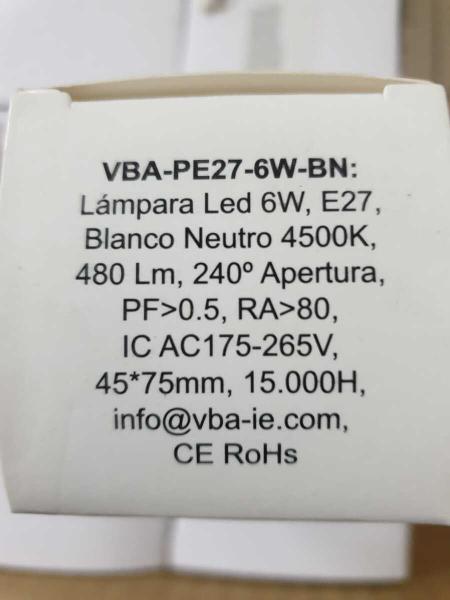 VBA-PE27-6W-BN:
Lámpara Led 6W, E27,
Blanco Neutro 4500K,
480 Lm, 240º Apertura,
PF>0.5, RA>80,
IC AC175-265V,
45*75mm, 15.000H,
info@vba-ie.com,
CE RoHs